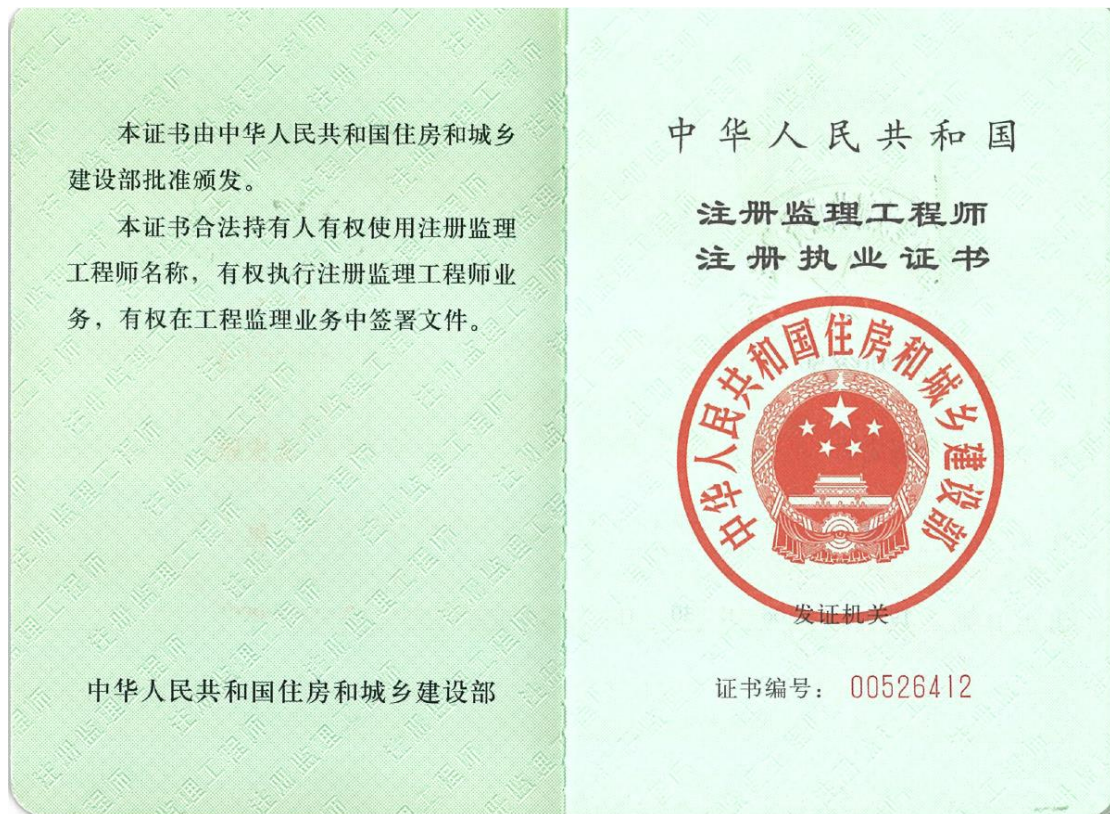 本证书由中华人民共和国住房和城乡
建设部批准颁发。
本证书合法持有人有权使用注册监理
工程师名称，有权执行注册监理工程师业
务，有权在工程监理业务中签署文件。
中华人民共和国住房和城乡建设部
中华人民共和国
注册监理工程师
注册执业证书
中华人民共和国住房和城乡建设部
发证机关
证书编号：00526412